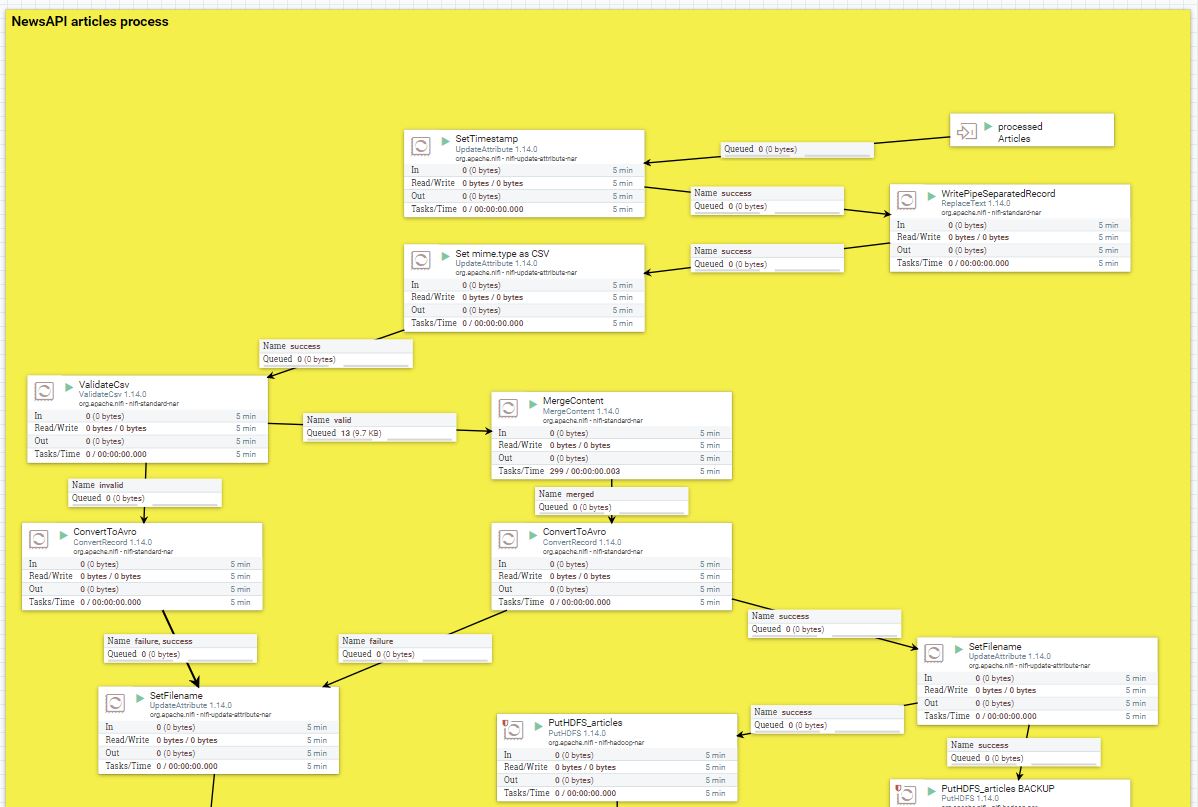 NewsAPI articles process
processed
Articles
Queued 0 (0 bytes)
SetTimestamp
UpdateAttribute 1.14.0
org.apache.nifi - nifi-update-attribute-nar
In 0 (0 bytes) 5 min
Read/Write 0 bytes / 0 bytes 5 min
Out 0 (0 bytes) 5 min
Tasks/Time 0 / 00:00:00.000 5 min
Name success
Queued 0 (0 bytes)
WritePipeSeparatedRecord
ReplaceText 1.14.0
org.apache.nifi - nifi-standard-nar
In 0 (0 bytes) 5 min
Read/Write 0 bytes / 0 bytes 5 min
Out 0 (0 bytes) 5 min
Tasks/Time 0 / 00:00:00.000 5 min
Name success
Queued 0 (0 bytes)
Set mime.type as CSV
UpdateAttribute 1.14.0
org.apache.nifi - nifi-update-attribute-nar
In 0 (0 bytes) 5 min
Read/Write 0 bytes / 0 bytes 5 min
Out 0 (0 bytes) 5 min
Tasks/Time 0 / 00:00:00.000 5 min
Name success
Queued 0 (0 bytes)
ValidateCsv
ValidateCsv 1.14.0
org.apache.nifi - nifi-standard-nar
In 0 (0 bytes) 5 min
Read/Write 0 bytes / 0 bytes 5 min
Out 0 (0 bytes) 5 min
Tasks/Time 0 / 00:00:00.000 5 min
Name valid
Queued 13 (9.7 KB)
MergeContent
MergeContent 1.14.0
org.apache.nifi - nifi-standard-nar
In 0 (0 bytes) 5 min
Read/Write 0 bytes / 0 bytes 5 min
Out 0 (0 bytes) 5 min
Tasks/Time 299 / 00:00:00.003 5 min
Name invalid
Queued 0 (0 bytes)
Name merged
Queued 0 (0 bytes)
ConvertToAvro
ConvertRecord 1.14.0
org.apache.nifi - nifi-standard-nar
In 0 (0 bytes) 5 min
Read/Write 0 bytes / 0 bytes 5 min
Out 0 (0 bytes) 5 min
Tasks/Time 0 / 00:00:00.000 5 min
ConvertToAvro
ConvertRecord 1.14.0
org.apache.nifi - nifi-standard-nar
In 0 (0 bytes) 5 min
Read/Write 0 bytes / 0 bytes 5 min
Out 0 (0 bytes) 5 min
Tasks/Time 0 / 00:00:00.000 5 min
Name failure, success
Queued 0 (0 bytes)
Name failure
Queued 0 (0 bytes)
Name success
Queued 0 (0 bytes)
SetFilename
UpdateAttribute 1.14.0
org.apache.nifi - nifi-update-attribute-nar
In 0 (0 bytes) 5 min
Read/Write 0 bytes / 0 bytes 5 min
Out 0 (0 bytes) 5 min
Tasks/Time 0 / 00:00:00.000 5 min
SetFilename
UpdateAttribute 1.14.0
org.apache.nifi - nifi-update-attribute-nar
In 0 (0 bytes) 5 min
Read/Write 0 bytes / 0 bytes 5 min
Out 0 (0 bytes) 5 min
Tasks/Time 0 / 00:00:00.000 5 min
Name success
Queued 0 (0 bytes)
PutHDFS_articles
PutHDFS 1.14.0
org.apache.nifi - nifi-hadoop-nar
In 0 (0 bytes) 5 min
Read/Write 0 bytes / 0 bytes 5 min
Out 0 (0 bytes) 5 min
Tasks/Time 0 / 00:00:00.000 5 min
Name success
Queued 0 (0 bytes)
PutHDFS_articles BACKUP
PutHDFS 1.14.0